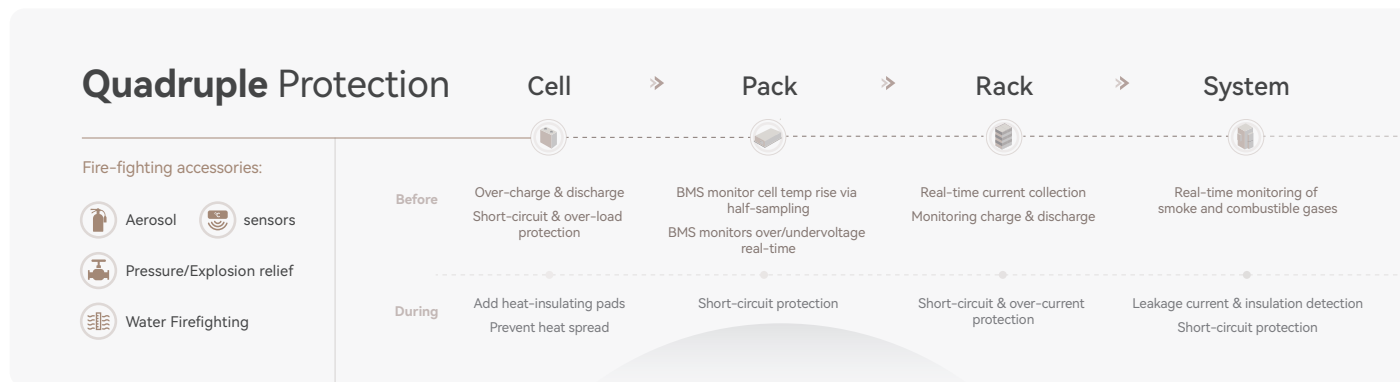 Quadruple Protection
Cell
Pack
Rack
System
Fire-fighting accessories:
Aerosol
°C
sensors
Pressure/Explosion relief
Water Firefighting
Before
Over-charge & discharge
Short-circuit & over-load
protection
BMS monitor cell temp rise via
half-sampling
BMS monitors over/undervoltage
real-time
Real-time current collection
Monitoring charge & discharge
Real-time monitoring of
smoke and combustible gases
During
Add heat-insulating pads
Prevent heat spread
Short-circuit protection
Short-circuit & over-current
protection
Leakage current & insulation detection
Short-circuit protection